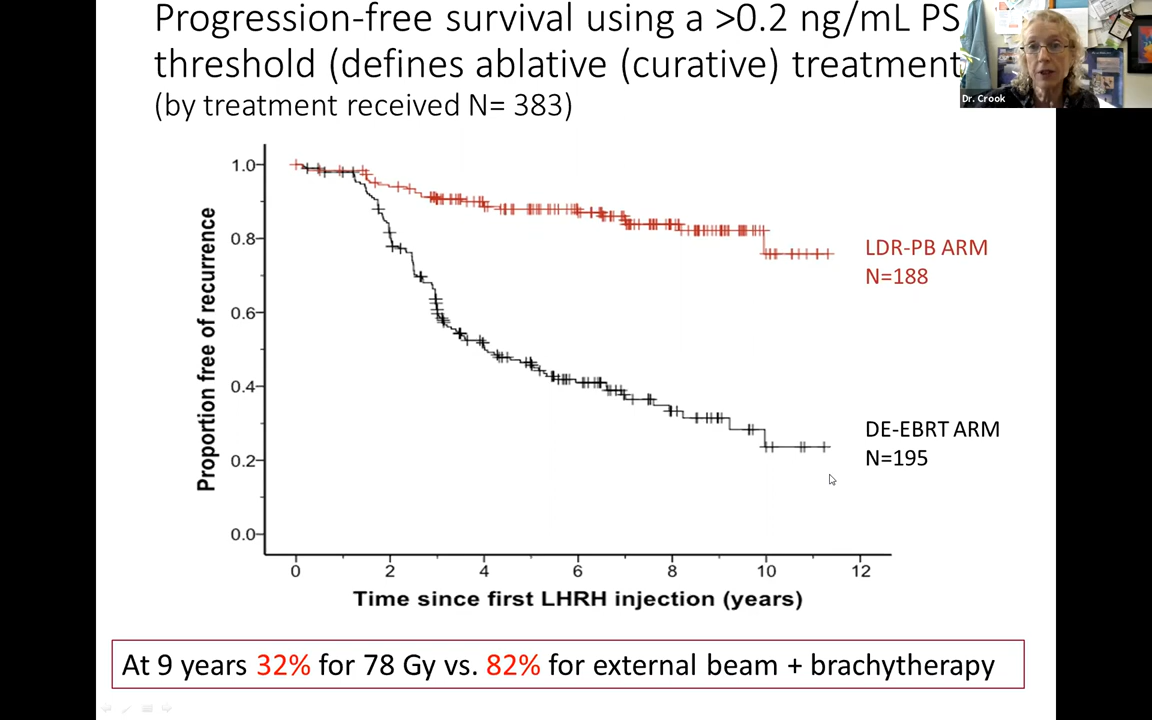 Progression-free survival using a >0.2 ng/mL PS
threshold (defines ablative (curative) treatment
(by treatment received N= 383)
Dr. Crook
Proportion free of recurrence
1.0
0.8
0.6
0.4
0.2
0.0
LDR-PB ARM
N=188
DE-EBRT ARM
N=195
0 2 4 6 8 10 12
Time since first LHRH injection (years)
At 9 years 32% for 78 Gy vs. 82% for external beam + brachytherapy